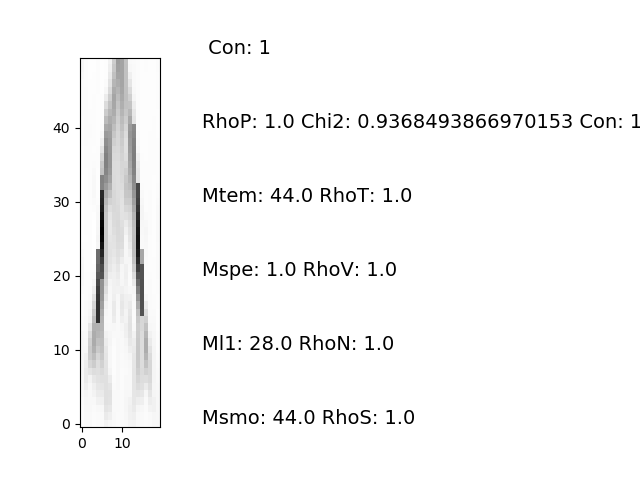 Con: 1
RhoP: 1.0 Chi2: 0.9368493866970153 Con: 1
Mtem: 44.0 RhoT: 1.0
Mspe: 1.0 RhoV: 1.0
Ml1: 28.0 RhoN: 1.0
Msmo: 44.0 RhoS: 1.0
40
30
20
10
0
0 10